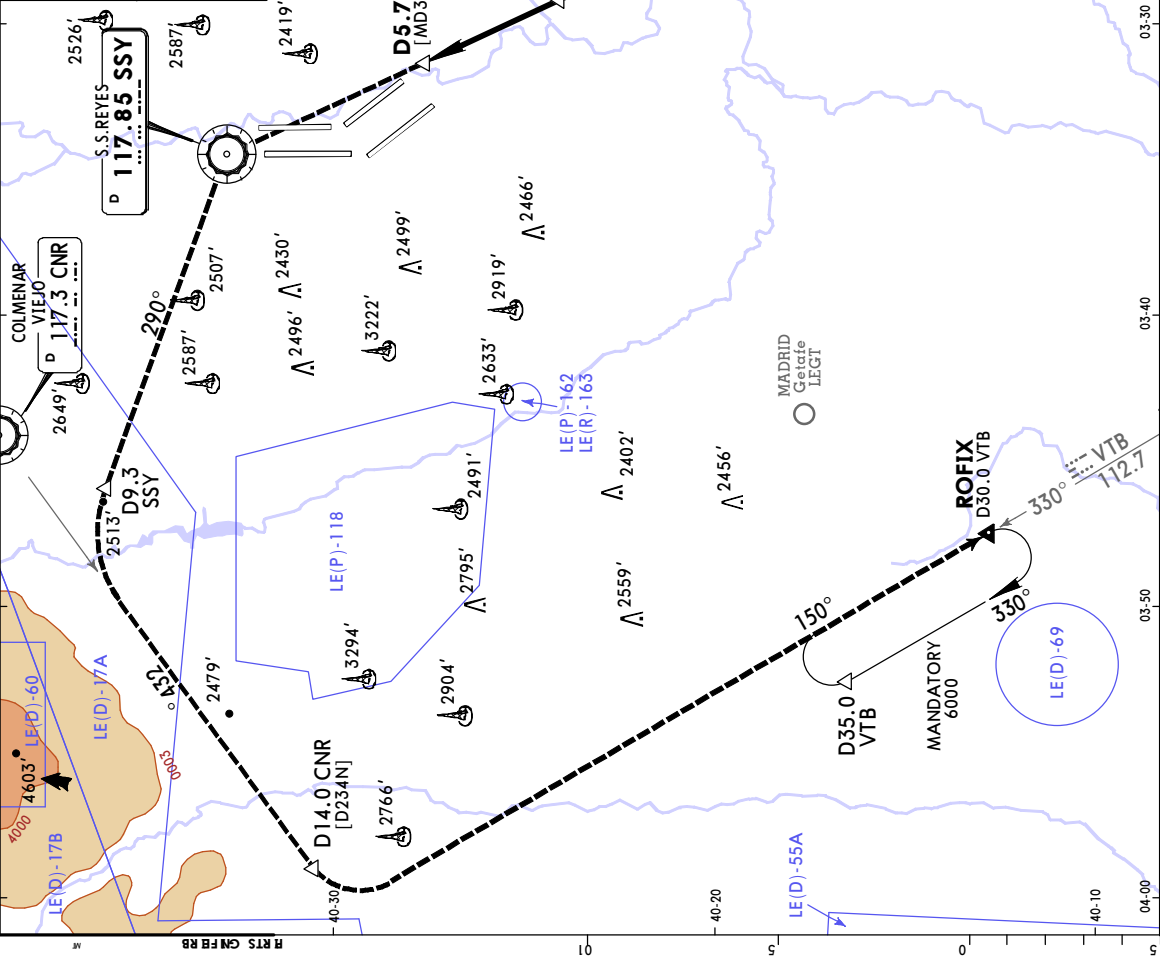 2526'
2587'
2419'
D5.7
[MD3
03-30
S.S.REYES
D 117.85 SSY
COLMENAR
VIEJO
D 117.3 CNR
2649'
290°
2507'
2587'
2430'
2496'
2499'
2466'
3222'
2919'
2633'
03-40
LE(P)-162
LE(R)-163
MADRID
Getafe
LEGT
D9.3
SSY
2513
2491'
2402'
2456'
LE(P)-118
2795'
2559'
ROFIX
D30.0 VTB
330°
VTB
112.7
150°
330°
03-50
LE(D)-60
LE(D)-17A
4603'
4000
0003
432
°
2479'
3294'
2904'
D35.0
VTB
MANDATORY
6000
LE(D)-69
D14.0 CNR
[D234N]
2766'
LE(D)-17B
LE(D)-55A
40-30
40-20
40-10
04-00
10
5
0
5